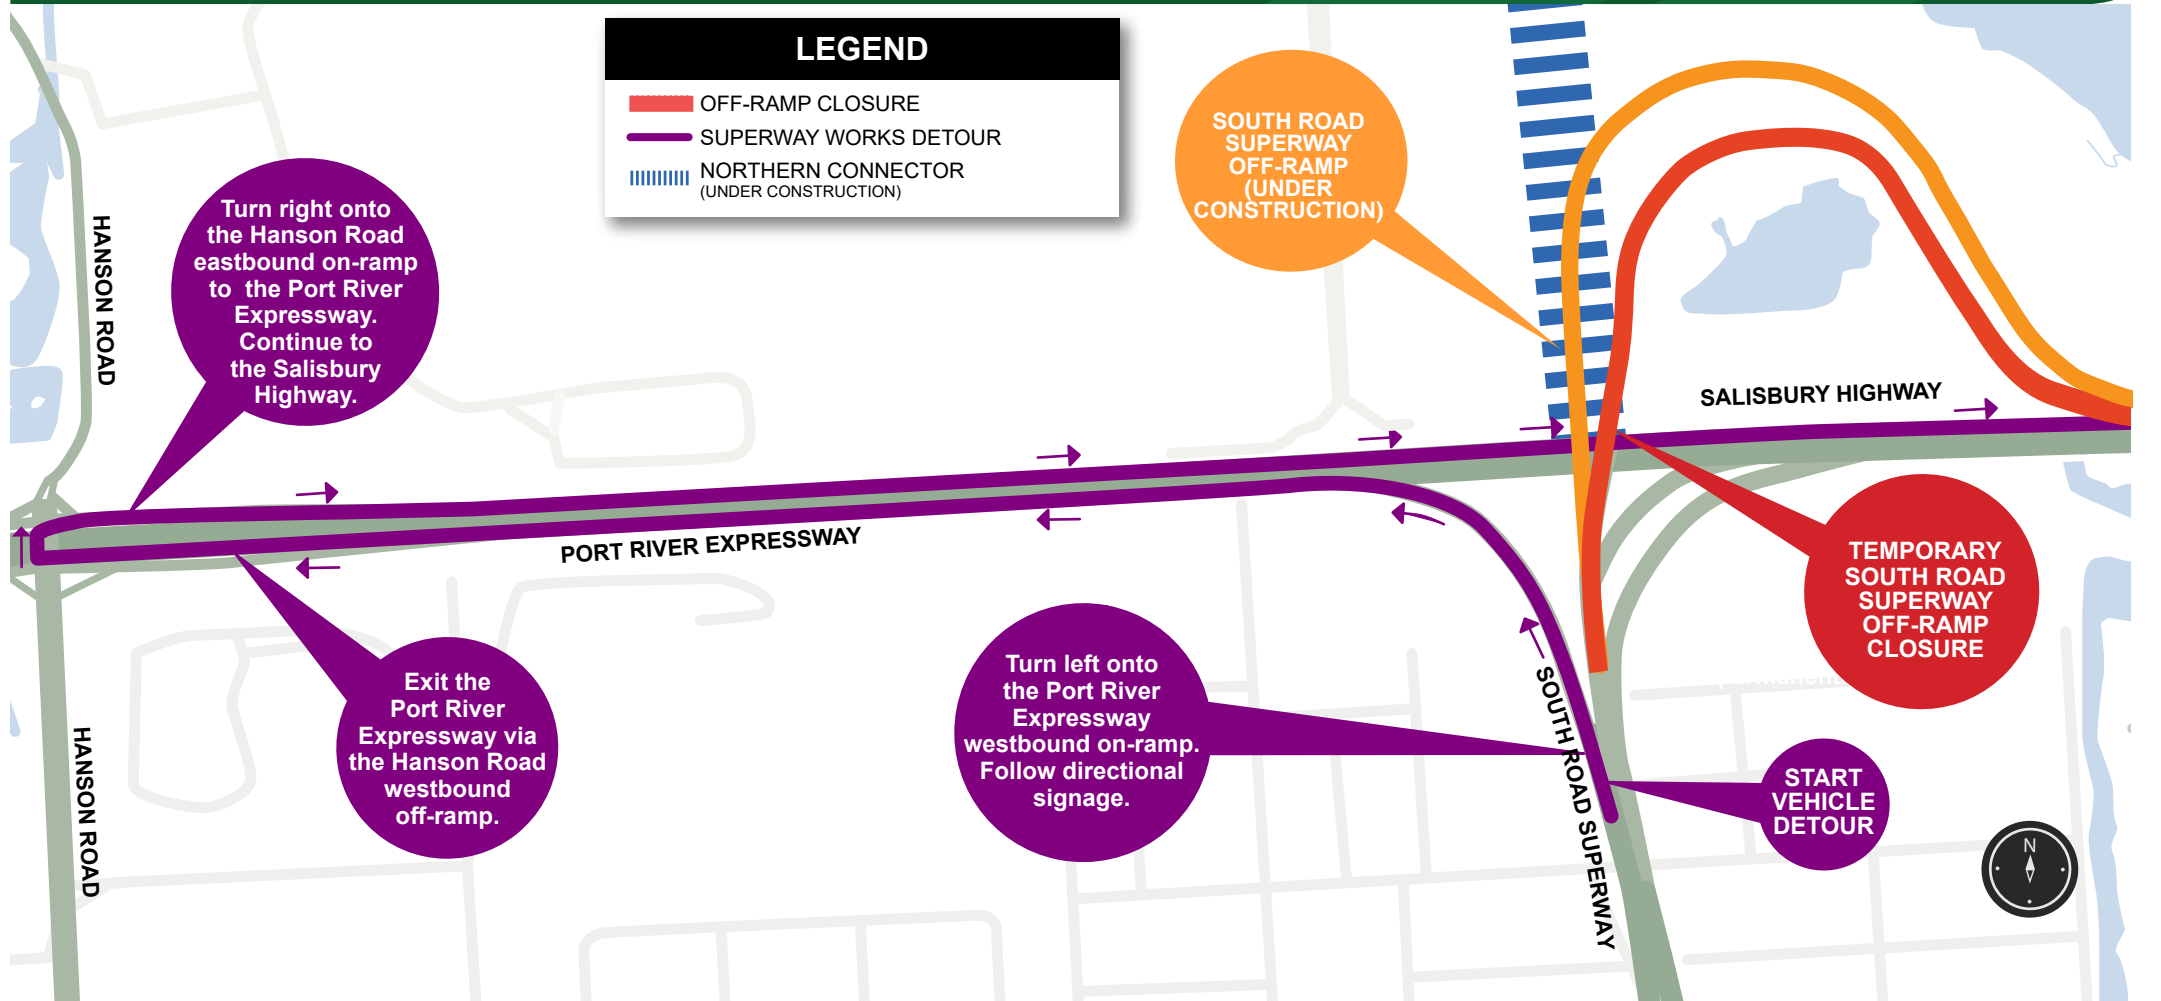 LEGEND
OFF-RAMP CLOSURE
SUPERWAY WORKS DETOUR
NORTHERN CONNECTOR
(UNDER CONSTRUCTION)
SOUTH ROAD
SUPERWAY
OFF-RAMP
(UNDER
CONSTRUCTION)
Turn right onto
the Hanson Road
eastbound on-ramp
to the Port River
Expressway.
Continue to
the Salisbury
Highway.
HANSON ROAD
SALISBURY HIGHWAY
PORT RIVER EXPRESSWAY
TEMPORARY
SOUTH ROAD
SUPERWAY
OFF-RAMP
CLOSURE
Exit the
Port River
Expressway via
the Hanson Road
westbound
off-ramp.
Turn left onto
the Port River
Expressway
westbound on-ramp.
Follow directional
signage.
SOUTH ROAD SUPERWAY
START
VEHICLE
DETOUR
HANSON ROAD
N